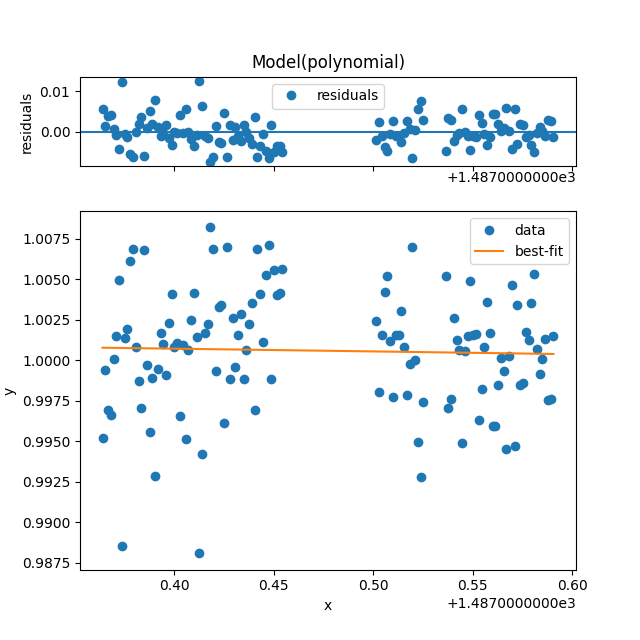 Model(polynomial)
residuals
0.01
0.00
residuals
+1.4870000000e3
1.0075
1.0050
1.0025
1.0000
0.9975
0.9950
0.9925
0.9900
0.9875
y
data
best-fit
0.40 0.45 0.50 0.55 0.60
x
+1.4870000000e3